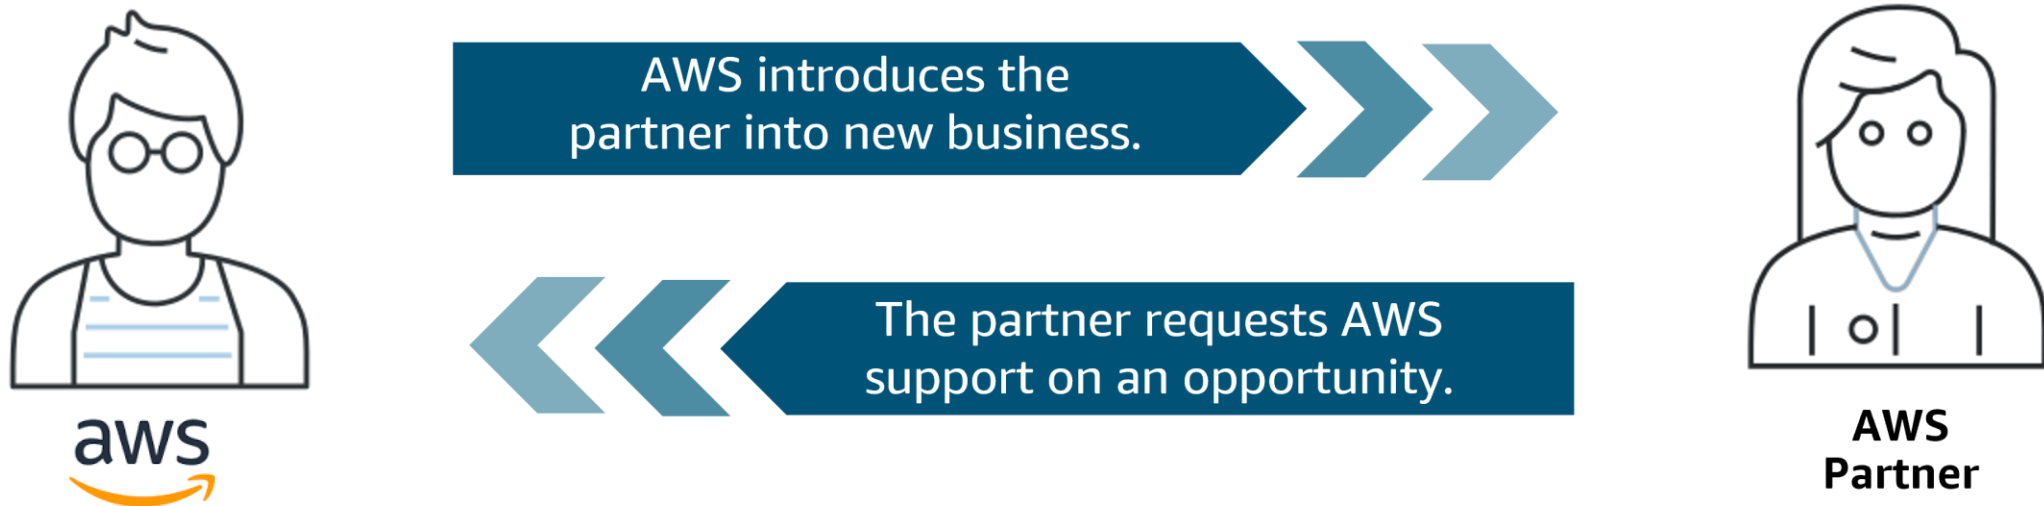 AWS introduces the
partner into new business.
The partner requests AWS
support on an opportunity.
aws
AWS
Partner